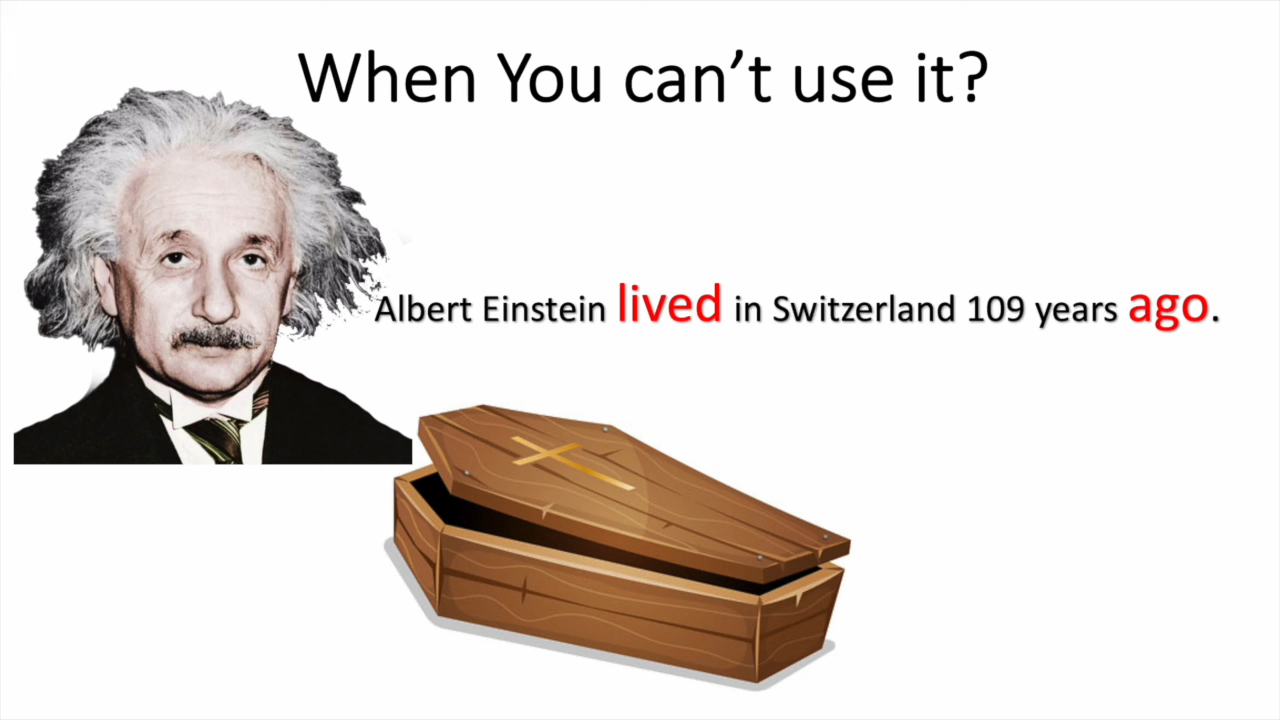 When You can’t use it?
Albert Einstein lived in Switzerland 109 years ago.